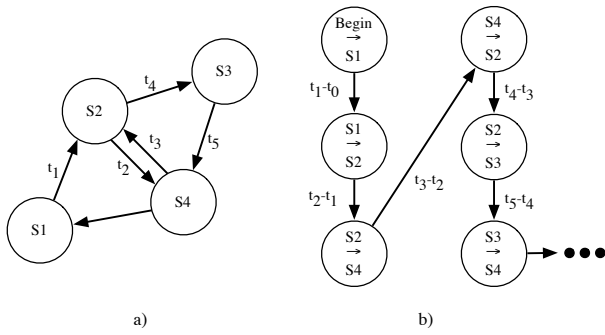 S1
S2
S3
S4
t1
t2
t3
t4
t5
a)
Begin
→
S1
t1-t0
S1
→
S2
t2-t1
S2
→
S4
t3-t2
S4
→
S2
t4-t3
S2
→
S3
t5-t4
S3
→
S4
b)